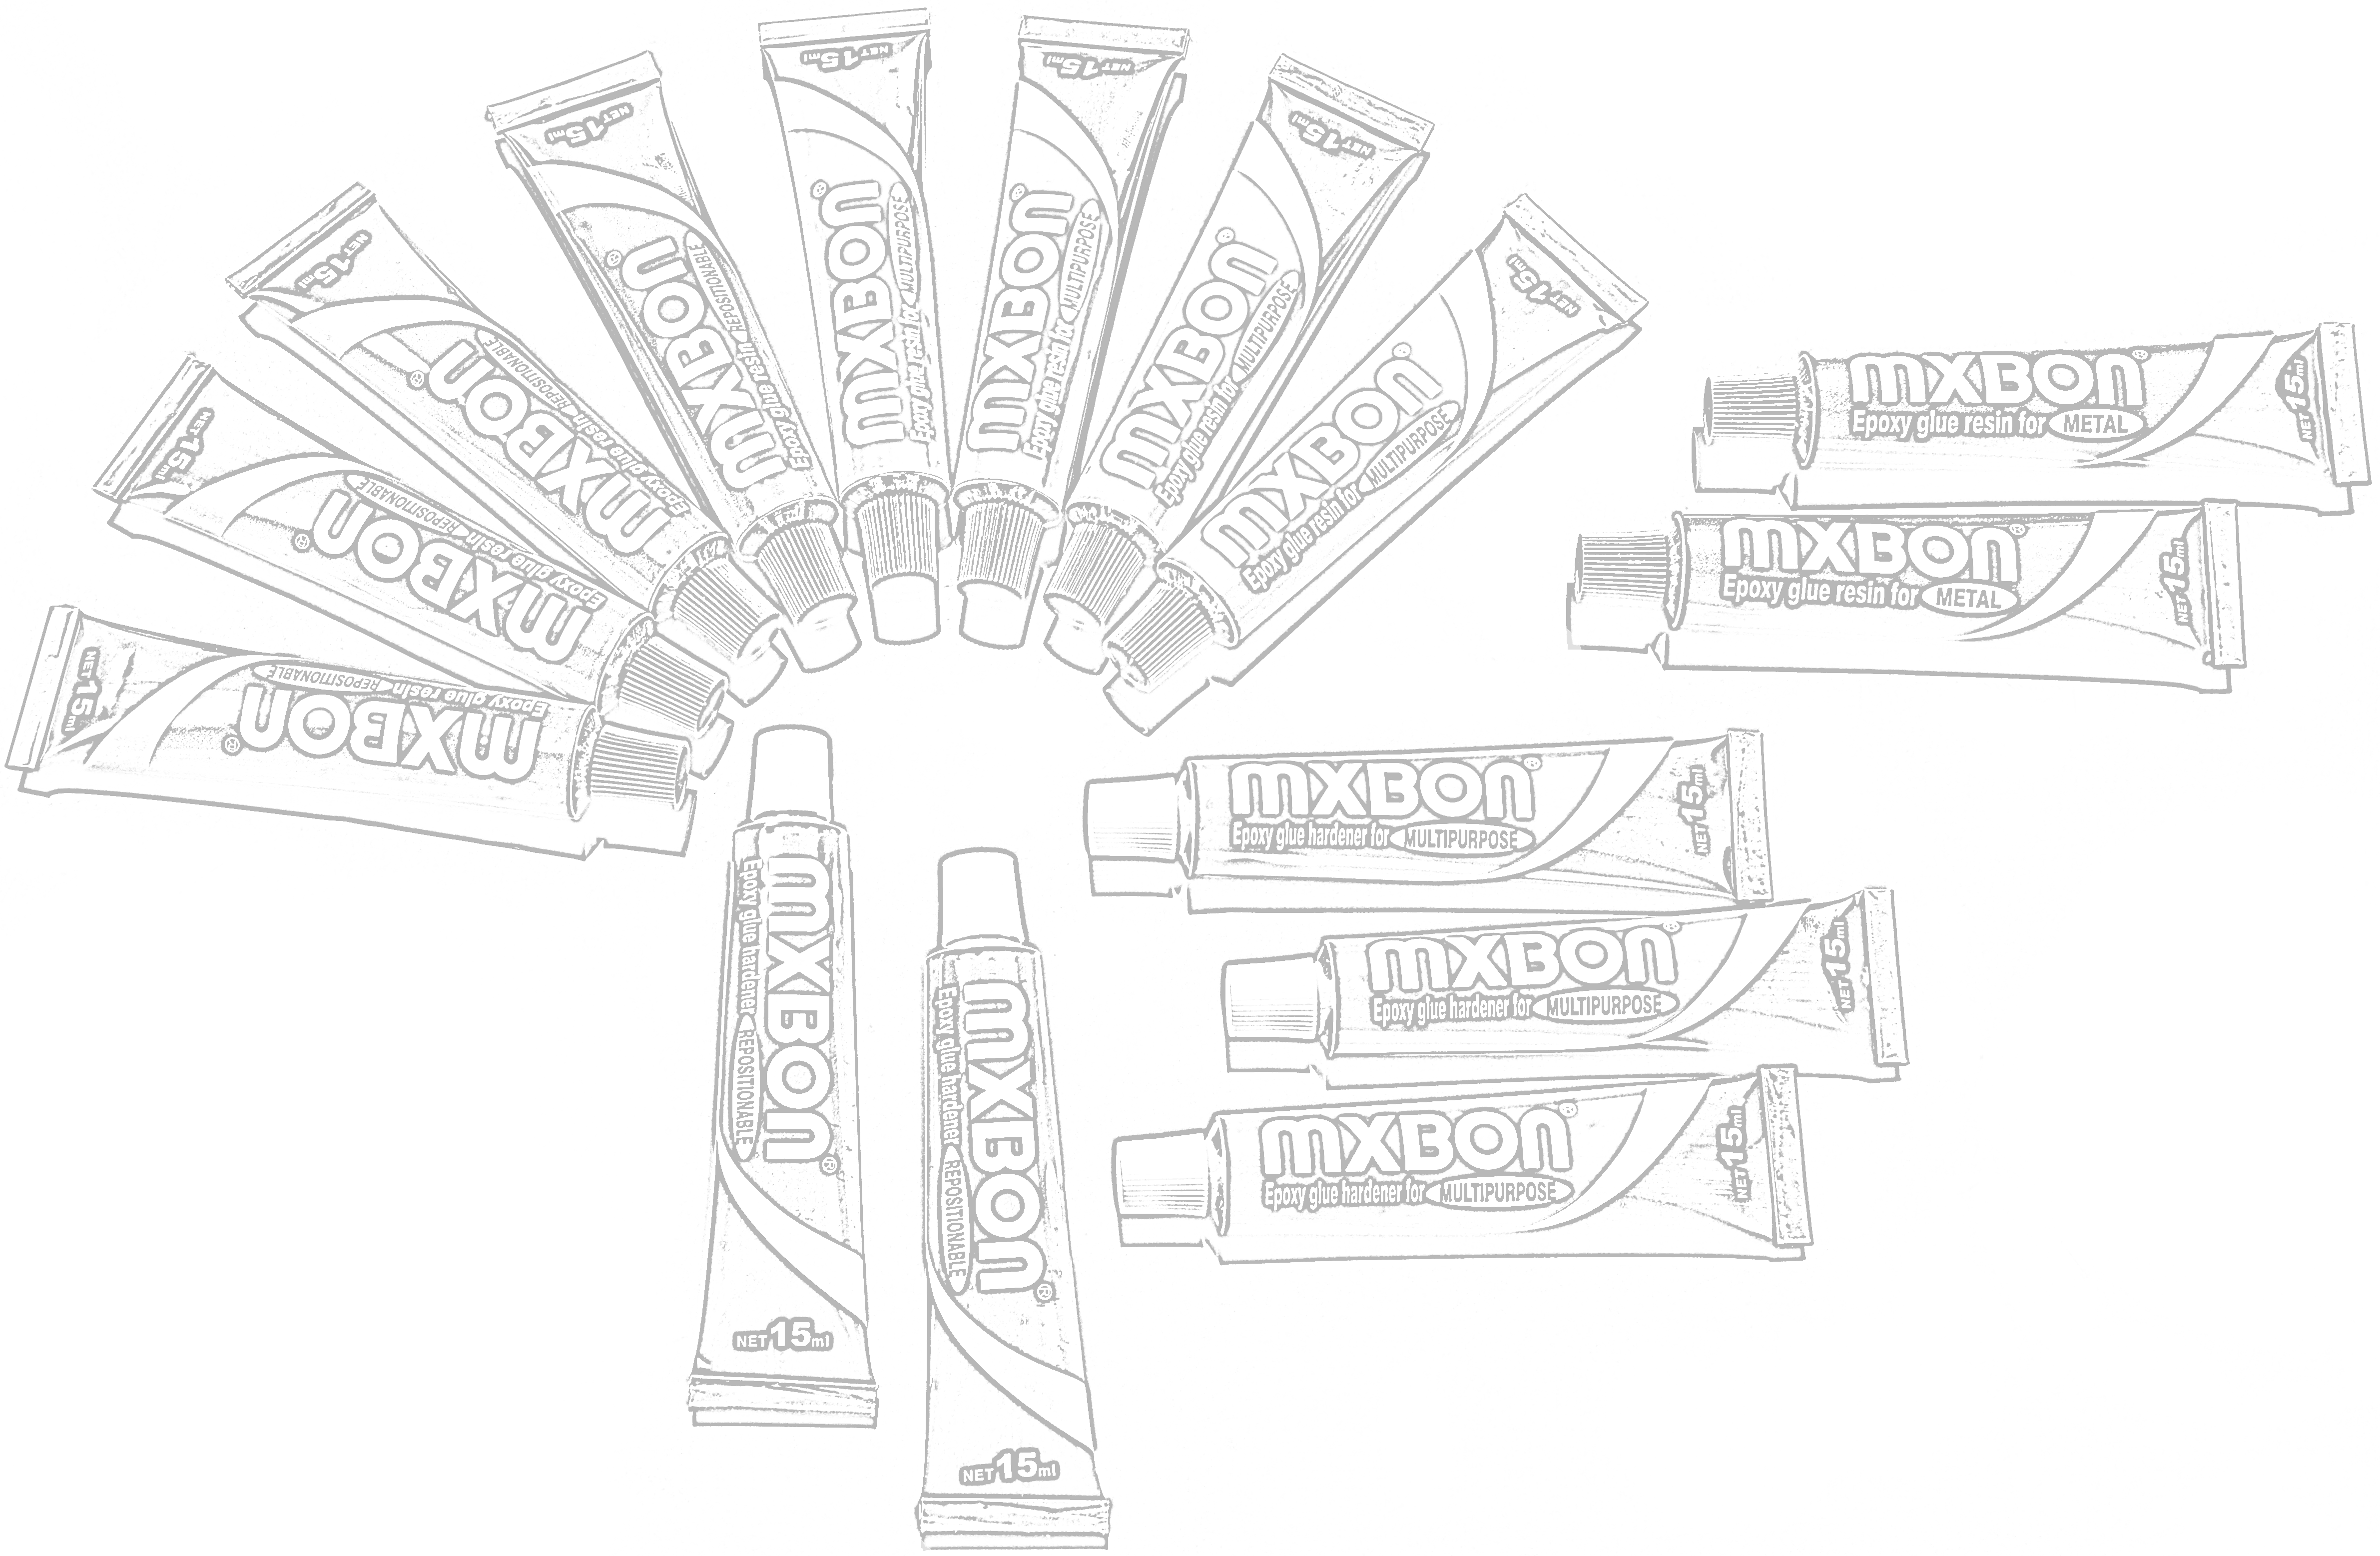 NET 15ml
MXBON®
Epoxy glue resin REPOSITIONABLE
NET 15ml
MXBON®
Epoxy glue resin REPOSITIONABLE
NET 15ml
MXBON®
Epoxy glue resin REPOSITIONABLE
NET 15ml
MXBON®
Epoxy glue resin REPOSITIONABLE
NET 15ml
MXBON®
Epoxy glue resin for MULTIPURPOSE
NET 15ml
MXBON®
Epoxy glue resin for MULTIPURPOSE
NET 15ml
MXBON®
Epoxy glue resin for MULTIPURPOSE
NET 15ml
MXBON®
Epoxy glue resin for MULTIPURPOSE
NET 15ml
MXBON®
Epoxy glue resin for METAL
NET 15ml
MXBON®
Epoxy glue resin for METAL
NET 15ml
MXBON®
Epoxy glue hardener for MULTIPURPOSE
NET 15ml
MXBON®
Epoxy glue hardener for MULTIPURPOSE
NET 15ml
MXBON®
Epoxy glue hardener for MULTIPURPOSE
NET 15ml
MXBON®
Epoxy glue hardener REPOSITIONABLE
NET 15ml
MXBON®
Epoxy glue hardener REPOSITIONABLE
NET 15ml